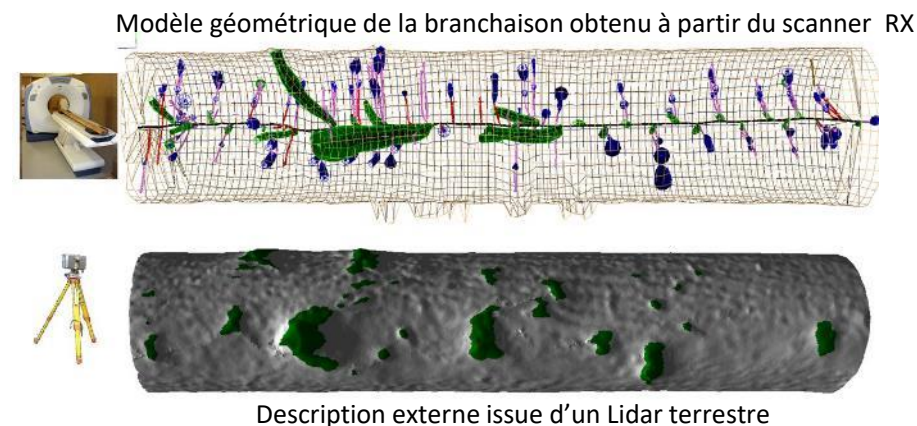 Modèle géométrique de la branchaison obtenu à partir du scanner RX
Description externe issue d’un Lidar terrestre